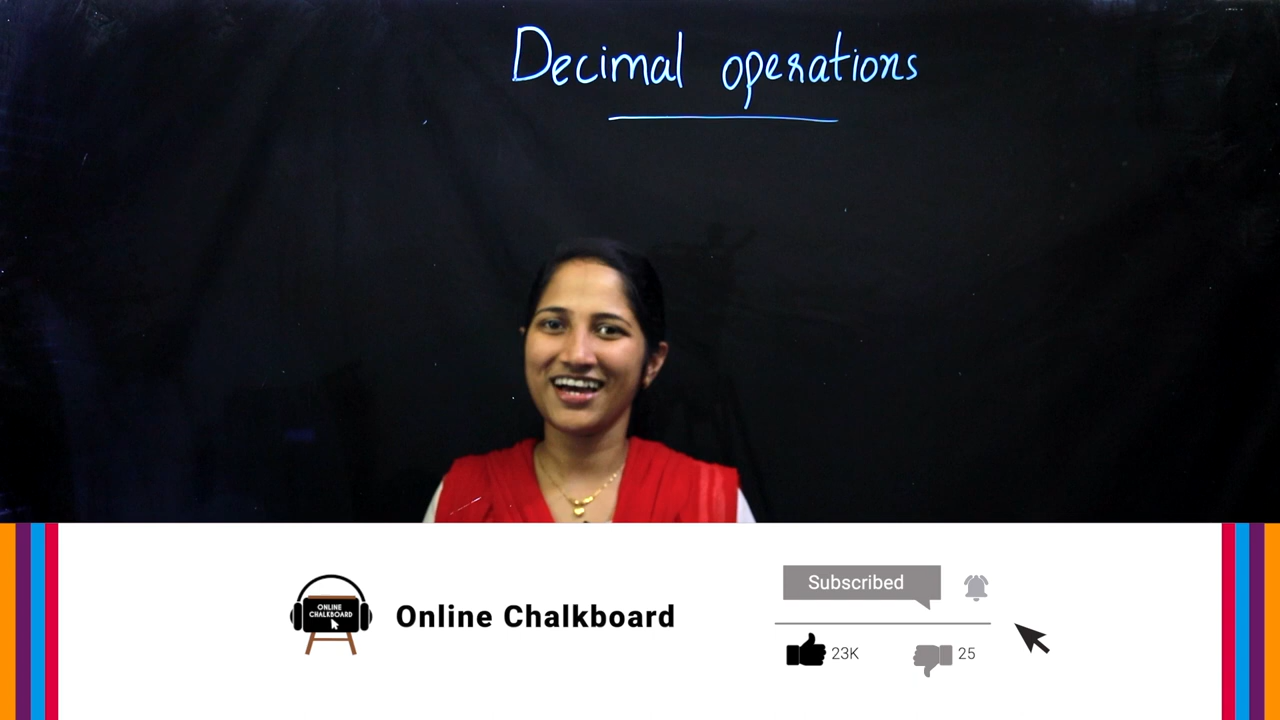 Decimal operations
ONLINE
CHALKBOARD
Online Chalkboard
Subscribed
23K
25